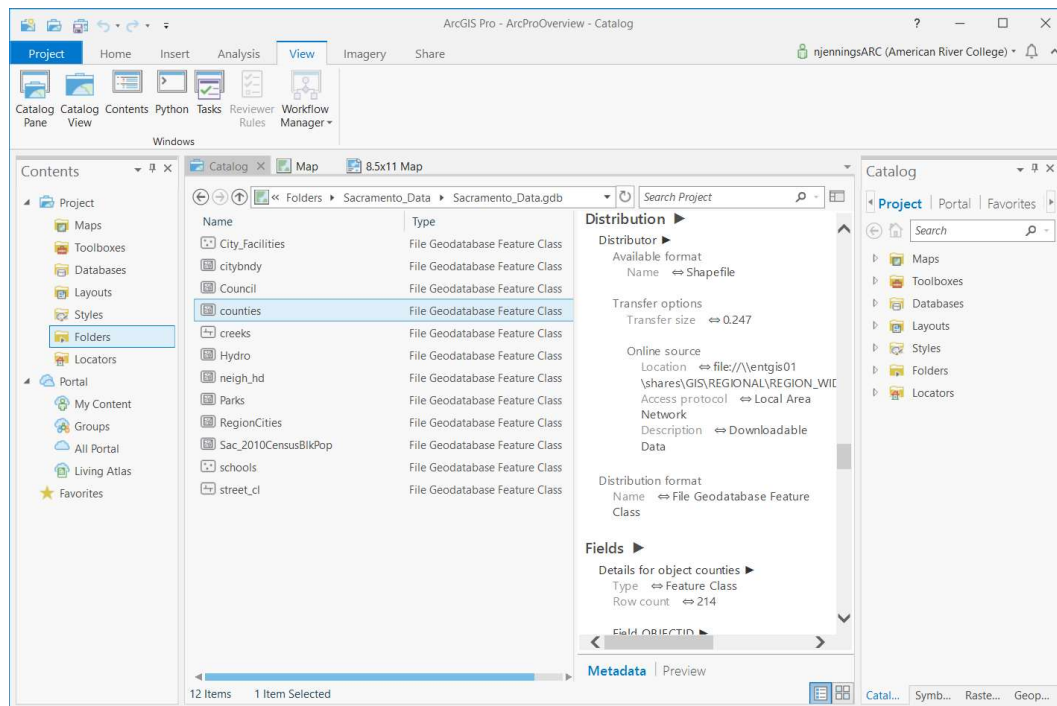 ArcGIS Pro - ArcProOverview - Catalog
?
Project Home Insert Analysis View Imagery Share
njenningsARC (American River College)
Catalog Pane
Catalog View
Contents
Python
Tasks
Reviewer Rules
Workflow Manager
Windows
Contents
Project
Maps
Toolboxes
Databases
Layouts
Styles
Folders
Locators
Portal
My Content
Groups
All Portal
Living Atlas
Favorites
Catalog Map 8.5x11 Map
« Folders Sacramento_Data Sacramento_Data.gdb Search Project
Name Type
City_Facilities File Geodatabase Feature Class
citybndy File Geodatabase Feature Class
Council File Geodatabase Feature Class
counties File Geodatabase Feature Class
creeks File Geodatabase Feature Class
Hydro File Geodatabase Feature Class
neigh_hd File Geodatabase Feature Class
Parks File Geodatabase Feature Class
RegionCities File Geodatabase Feature Class
Sac_2010CensusBlkPop File Geodatabase Feature Class
schools File Geodatabase Feature Class
street_cl File Geodatabase Feature Class
12 Items 1 Item Selected
Distribution ►
Distributor ►
Available format
Name ⇔ Shapefile
Transfer options
Transfer size ⇔ 0.247
Online source
Location ⇔ file://\\entgis01
\shares\GIS\REGIONAL\REGION_WID
Access protocol ⇔ Local Area
Network
Description ⇔ Downloadable
Data
Distribution format
Name ⇔ File Geodatabase Feature
Class
Fields ►
Details for object counties ►
Type ⇔ Feature Class
Row count ⇔ 214
Field OBJECTID ►
Metadata Preview
Catalog
Project Portal Favorites
Search
Maps
Toolboxes
Databases
Layouts
Styles
Folders
Locators
Catal... Symb... Raste... Geop...